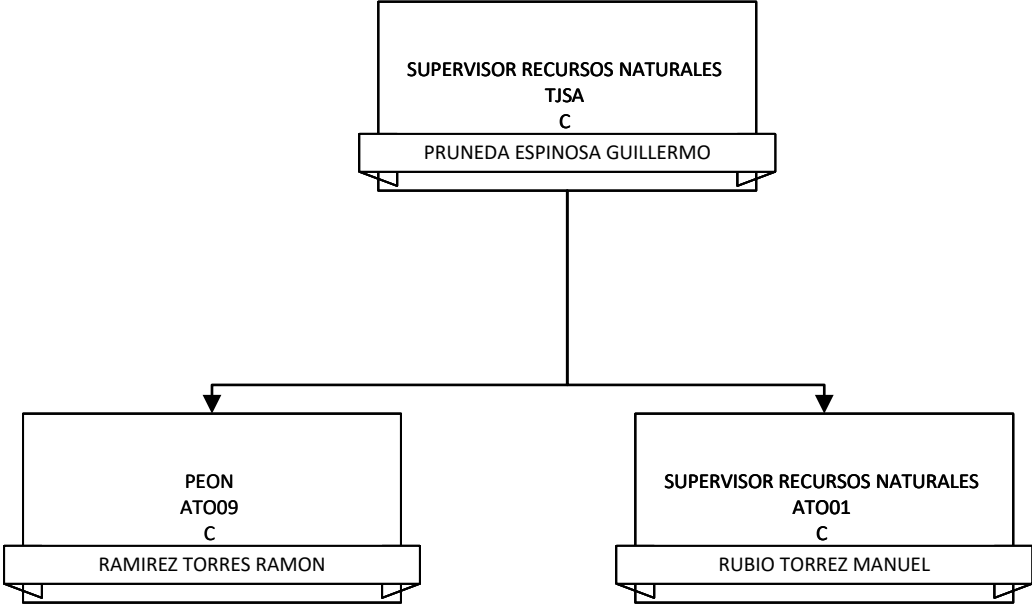 SUPERVISOR RECURSOS NATURALES
TJSA
C
PRUNEDA ESPINOSA GUILLERMO
PEON
ATO09
C
RAMIREZ TORRES RAMON
SUPERVISOR RECURSOS NATURALES
ATO01
C
RUBIO TORREZ MANUEL